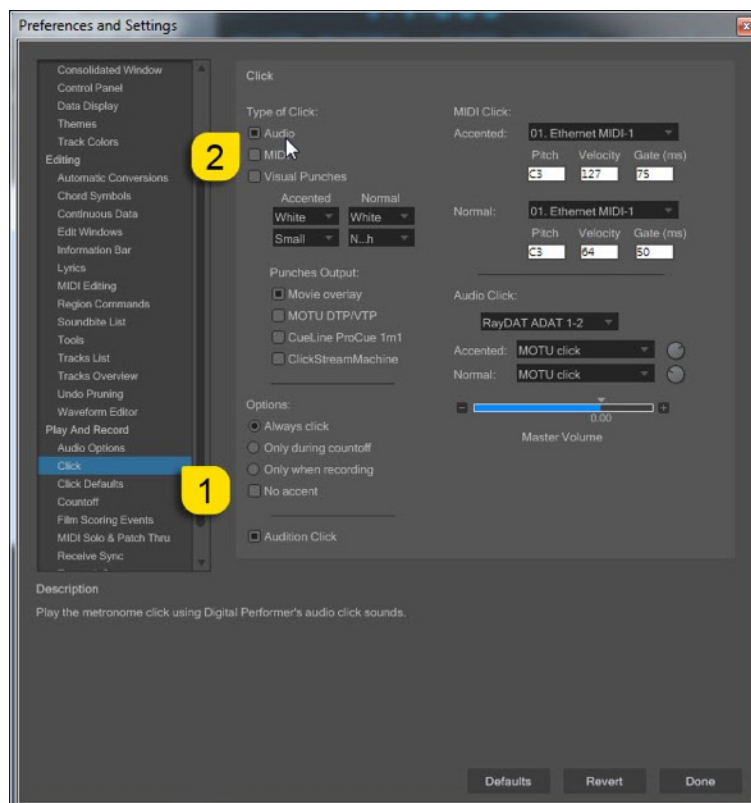 Preferences and Settings
Consolidated Window
Control Panel
Data Display
Themes
Track Colors
Editing
Automatic Conversions
Chord Symbols
Continuous Data
Edit Windows
Information Bar
Lyrics
MIDI Editing
Region Commands
Soundbite List
Tools
Tracks List
Tracks Overview
Undo Pruning
Waveform Editor
Play And Record
Audio Options
Click
Click Defaults
Countoff
Film Scoring Events
MIDI Solo & Patch Thru
Receive Sync
1
Click
Type of Click:
2
Audio
MIDI
Visual Punches
Accented Normal
White White
Small N...h
Punches Output:
Movie overlay
MOTU DTP/VTP
CueLine ProCue 1m1
ClickStreamMachine
Options:
Always click
Only during countoff
Only when recording
No accent
Audition Click
MIDI Click:
Accented: 01. Ethernet MIDI-1
Pitch Velocity Gate (ms)
C3 127 75
Normal: 01. Ethernet MIDI-1
Pitch Velocity Gate (ms)
C3 64 50
Audio Click:
RayDAT ADAT 1-2
Accented: MOTU click
Normal: MOTU click
0.00
Master Volume
Description
Play the metronome click using Digital Performer's audio click sounds.
Defaults Revert Done